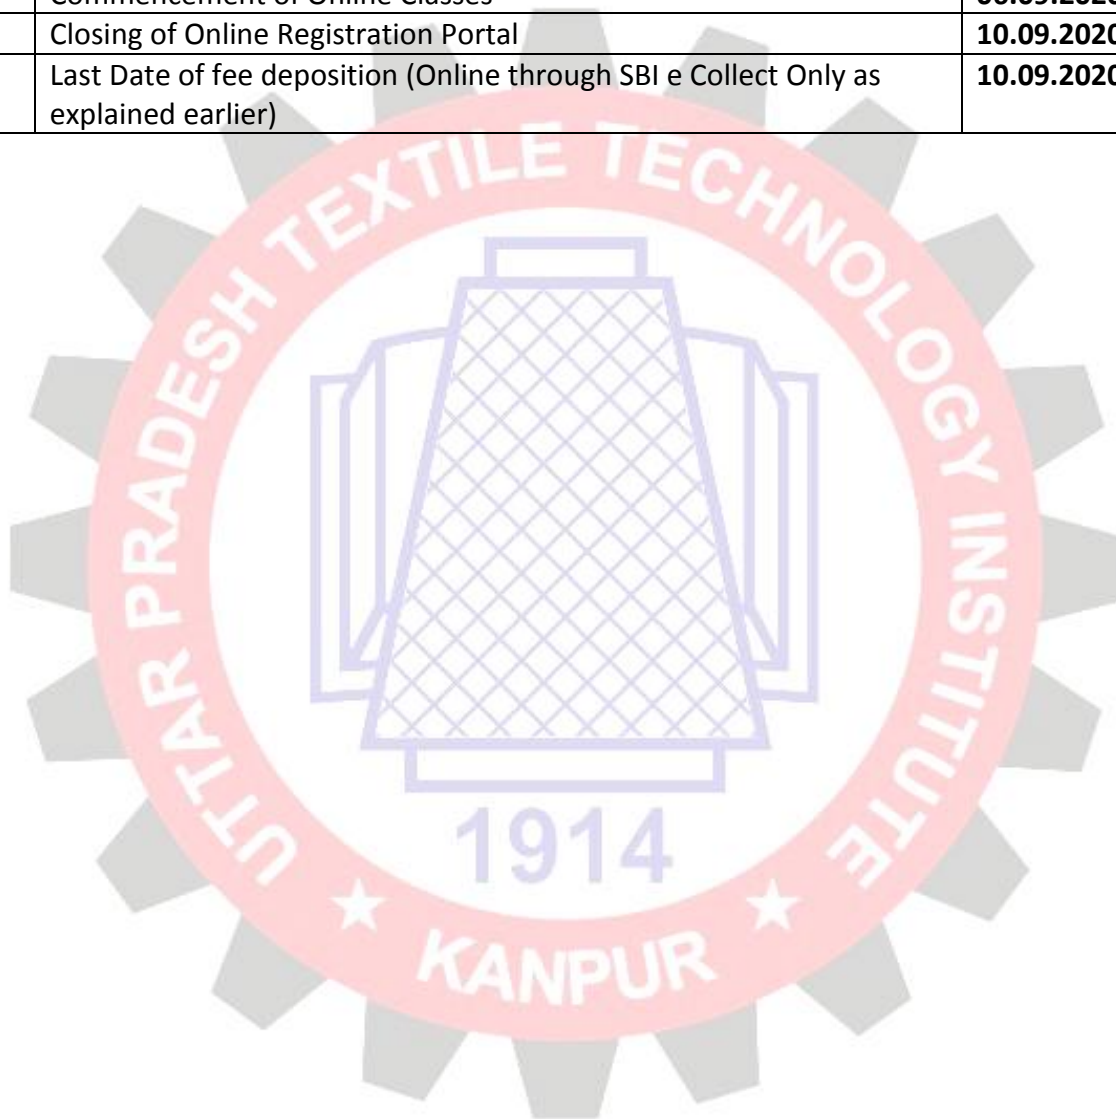 Closing of Online Registration Portal 10.09.2020
Last Date of fee deposition (Online through SBI e Collect Only as 10.09.2020
explained earlier)
UTTAR PRADESH TEXTILE TECHNOLOGY INSTITUTE
1914
★ KANPUR ★